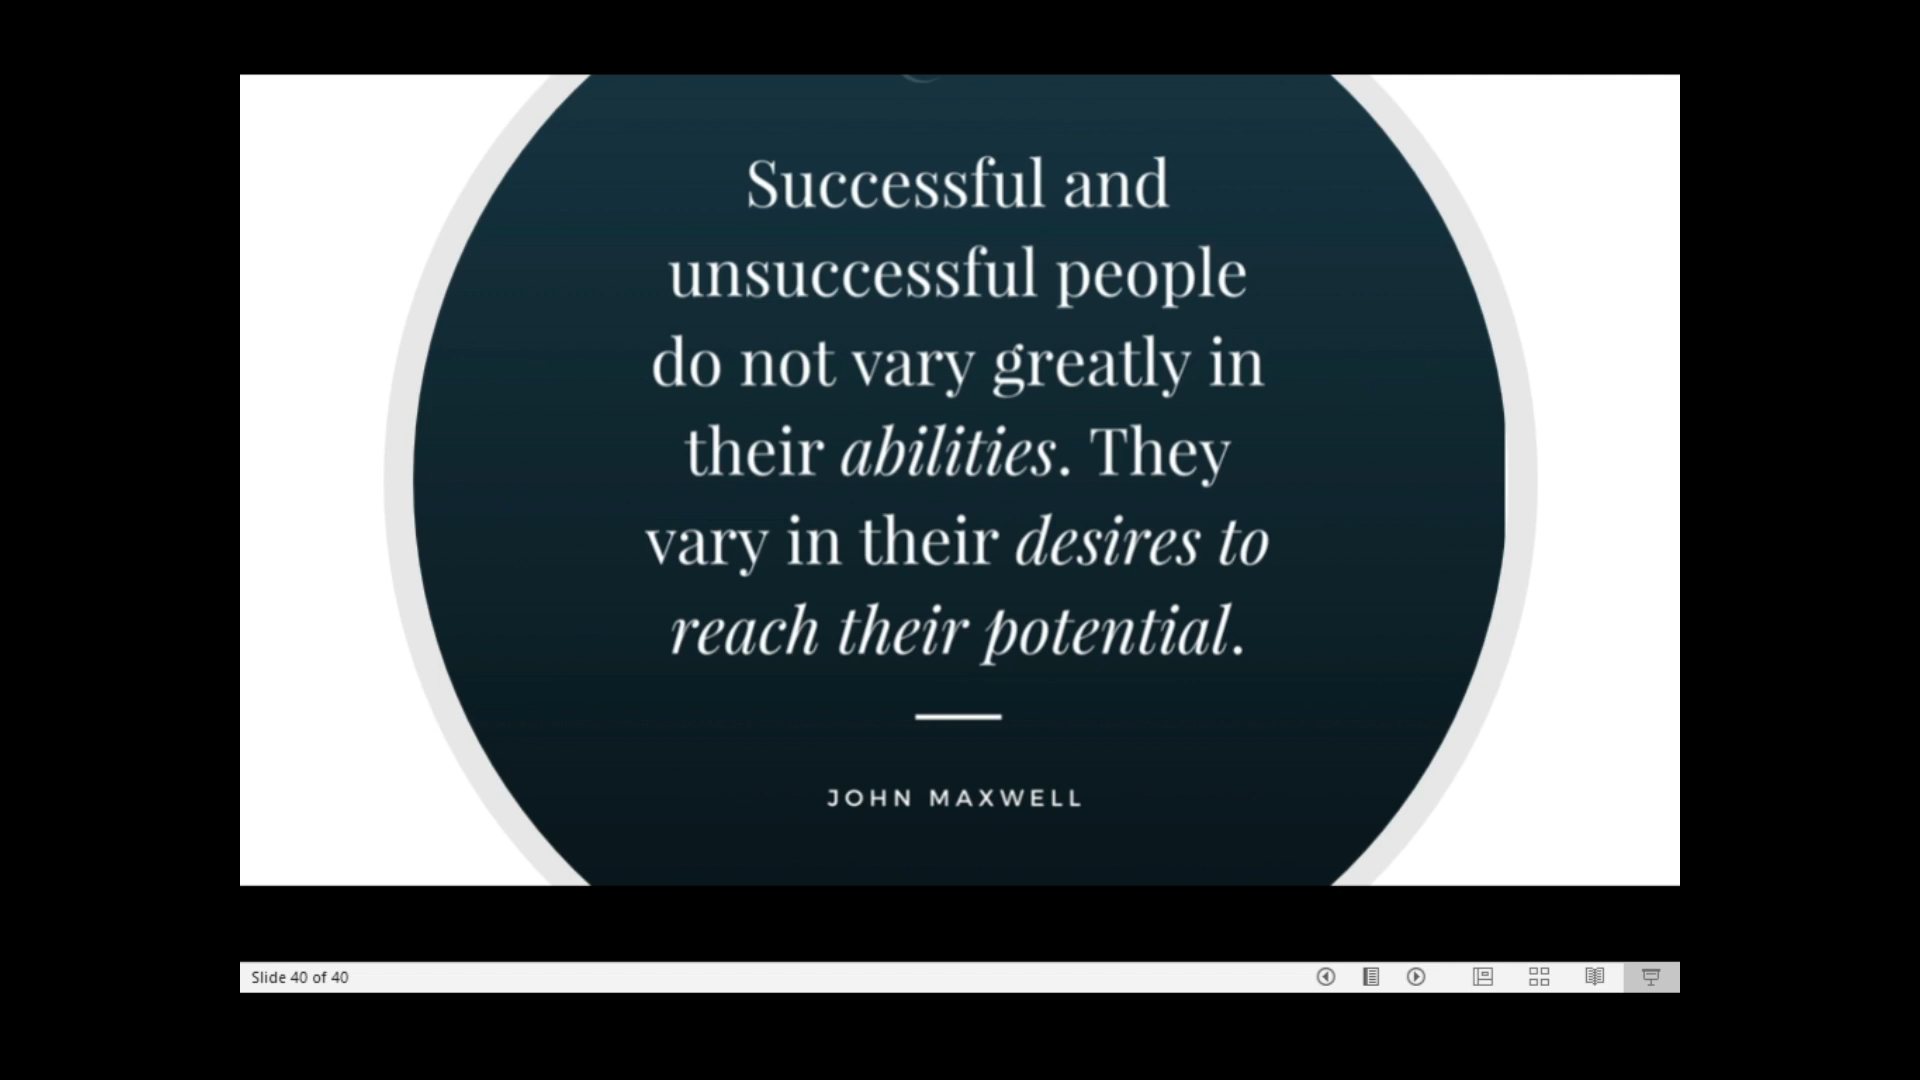 Successful and
unsuccessful people
do not vary greatly in
their abilities. They
vary in their desires to
reach their potential.
JOHN MAXWELL
Slide 40 of 40